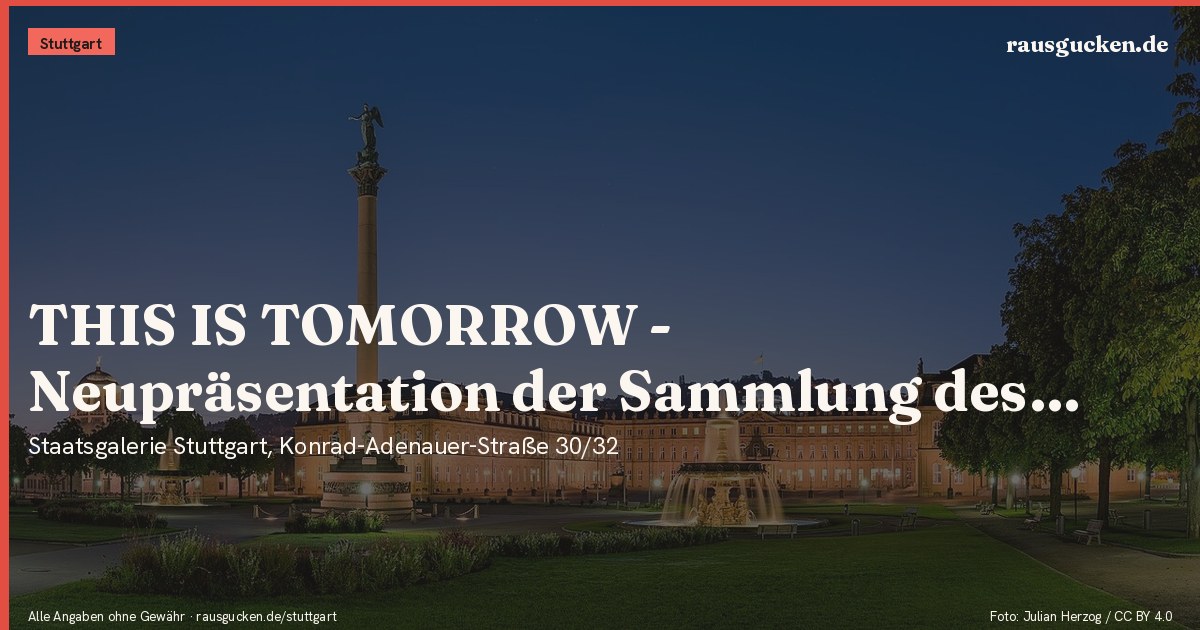 Stuttgart
rausgucken.de
THIS IS TOMORROW -
Neupräsentation der Sammlung des...
Staatsgalerie Stuttgart, Konrad-Adenauer-Straße 30/32
Alle Angaben ohne Gewähr · rausgucken.de/stuttgart
Foto: Julian Herzog / CC BY 4.0